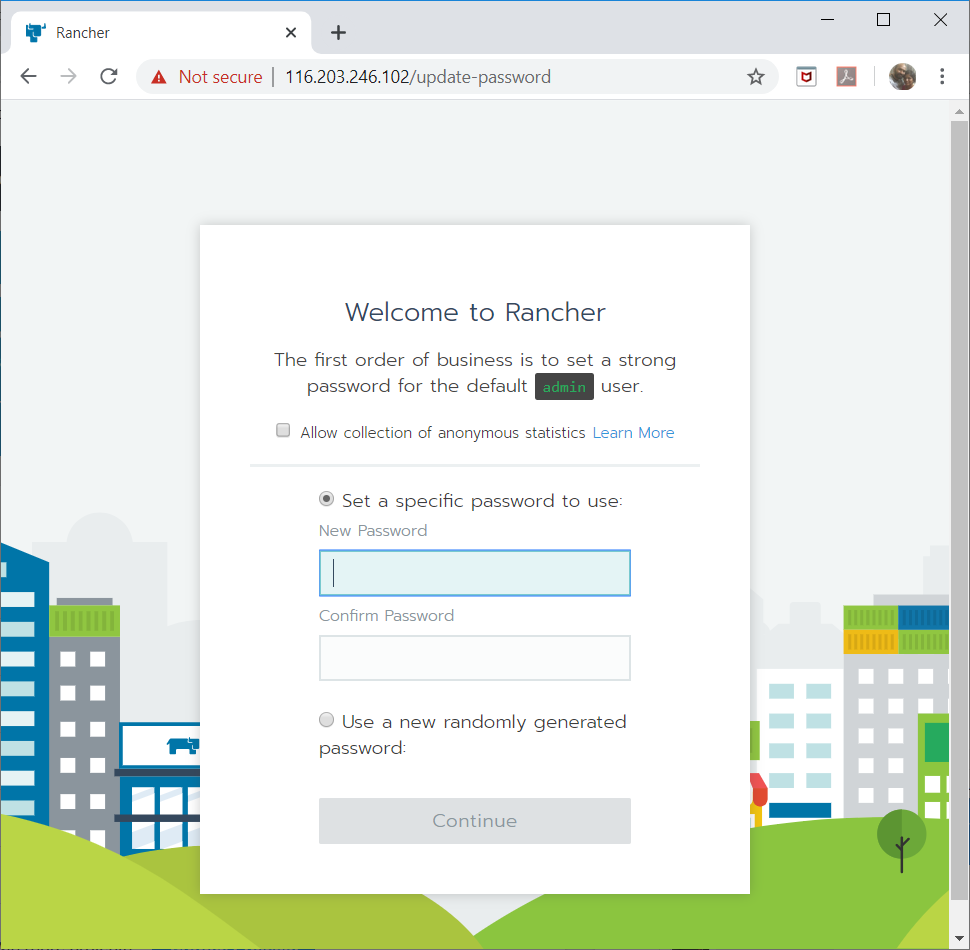 Rancher
Not secure | 116.203.246.102/update-password
Welcome to Rancher
The first order of business is to set a strong
password for the default admin user.
Allow collection of anonymous statistics Learn More
Set a specific password to use:
New Password
Confirm Password
Use a new randomly generated
password:
Continue